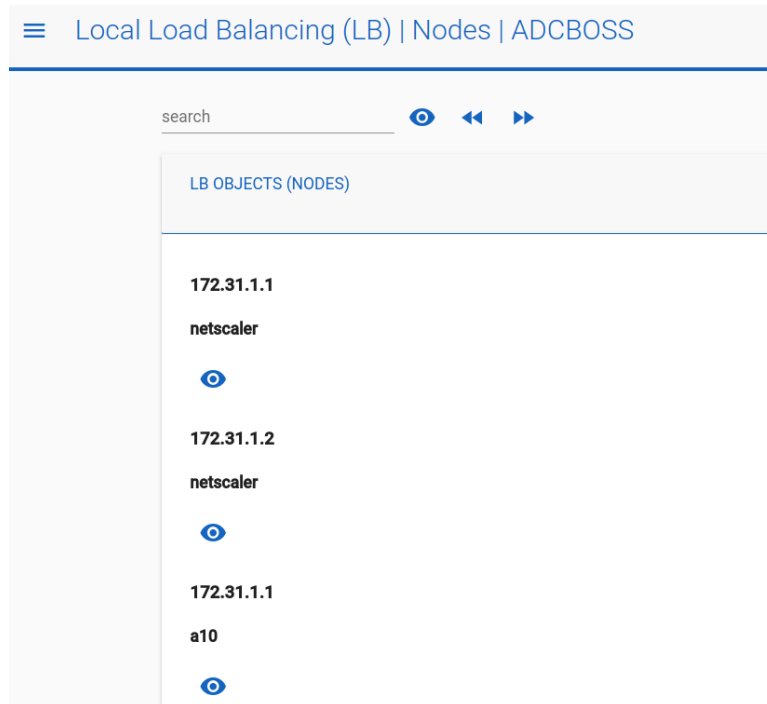 Local Load Balancing (LB) | Nodes | ADCBOSS
search
LB OBJECTS (NODES)
172.31.1.1
netscaler
172.31.1.2
netscaler
172.31.1.1
a10